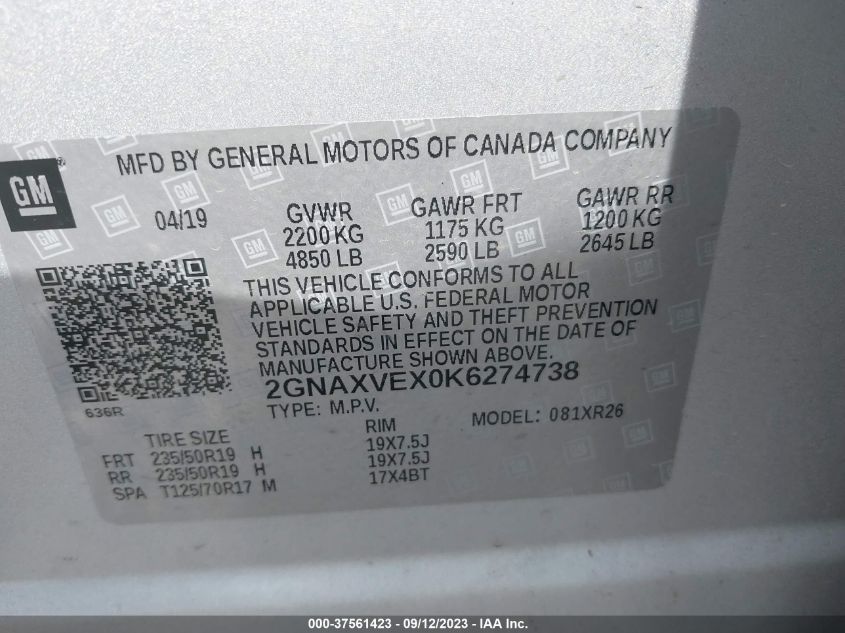 MFD BY GENERAL MOTORS OF CANADA COMPANY
GM
04/19 GVWR GAWR FRT GAWR RR
2200 KG 1175 KG 1200 KG
4850 LB 2590 LB 2645 LB
THIS VEHICLE CONFORMS TO ALL
APPLICABLE U.S. FEDERAL MOTOR
VEHICLE SAFETY AND THEFT PREVENTION
STANDARDS IN EFFECT ON THE DATE OF
MANUFACTURE SHOWN ABOVE.
2GNAXVEX0K6274738
636R
TYPE: M.P.V. MODEL: 081XR26
TIRE SIZE RIM
FRT 235/50R19 H 19X7.5J
RR 235/50R19 H 19X7.5J
SPA T125/70R17 M 17X4BT
000-37561423 - 09/12/2023 - IAA Inc.